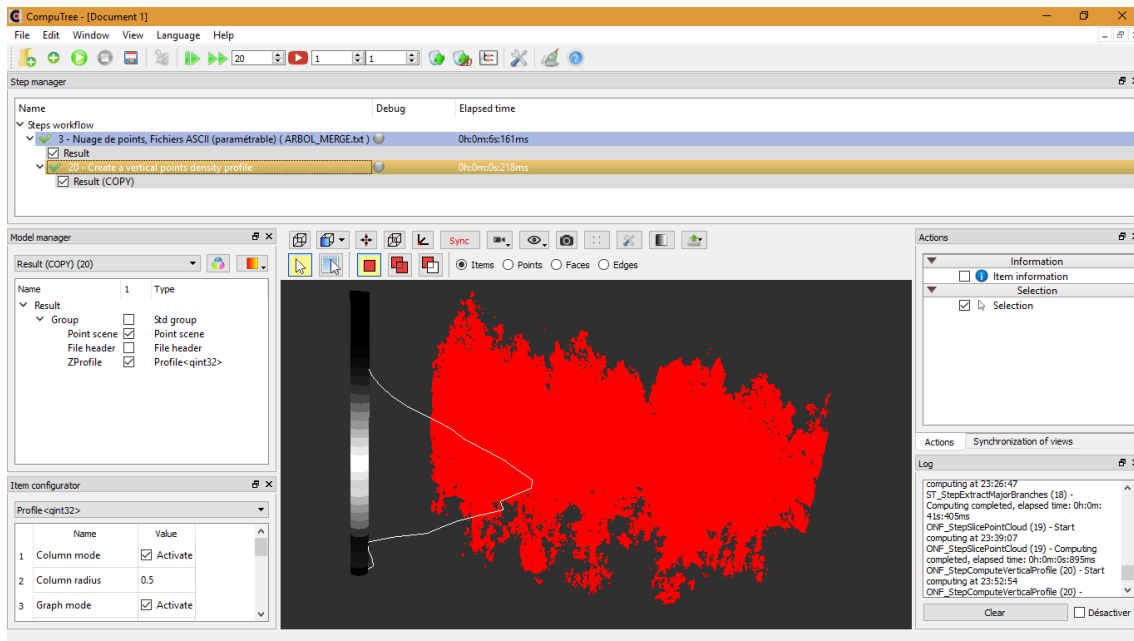 CompuTree - [Document 1]
File Edit Window View Language Help
20 1 1
Step manager
Name Debug Elapsed time
Steps workflow
3 - Nuage de points, Fichiers ASCII (paramétrable) ( ARBOL_MERGE.txt ) 0h:0m:6s:161ms
Result
20 - Create a vertical points density profile 0h:0m:0s:218ms
Result (COPY)
Model manager
Result (COPY) (20)
Name 1 Type
Result
Group Std group
Point scene Point scene
File header File header
ZProfile Profile<qint32>
Item configurator
Profile<qint32>
Name Value
1 Column mode Activate
2 Column radius 0.5
3 Graph mode Activate
Sync
Items Points Faces Edges
Actions
Information
Item information
Selection
Selection
Actions Synchronization of views
Log
computing at 23:26:47
ST_StepExtractMajorBranches (18) -
Computing completed, elapsed time: 0h:0m:
41s:405ms
ONF_StepSlicePointCloud (19) - Start
computing at 23:39:07
ONF_StepSlicePointCloud (19) - Computing
completed, elapsed time: 0h:0m:0s:895ms
ONF_StepComputeVerticalProfile (20) - Start
computing at 23:52:54
ONF_StepComputeVerticalProfile (20) -
Clear Désactiver